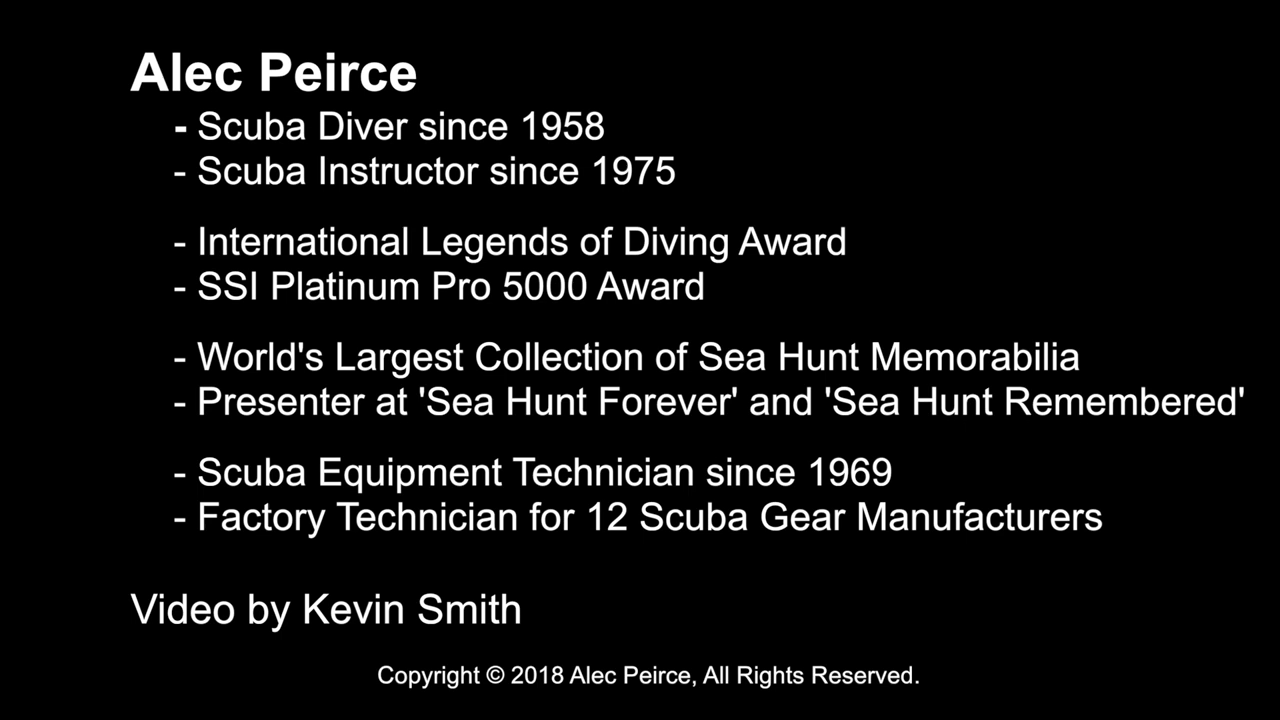 Alec Peirce
- Scuba Diver since 1958
- Scuba Instructor since 1975
- International Legends of Diving Award
- SSI Platinum Pro 5000 Award
- World's Largest Collection of Sea Hunt Memorabilia
- Presenter at 'Sea Hunt Forever' and 'Sea Hunt Remembered'
- Scuba Equipment Technician since 1969
- Factory Technician for 12 Scuba Gear Manufacturers
Video by Kevin Smith
Copyright © 2018 Alec Peirce, All Rights Reserved.